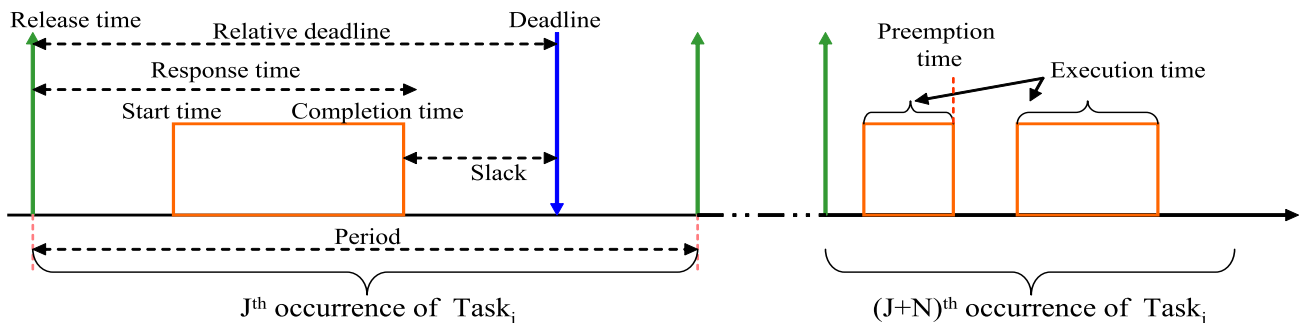 Release time
Relative deadline
Deadline
Response time
Start time
Completion time
Slack
Period
Jth occurrence of Taski
Preemption
time
Execution time
(J+N)th occurrence of Taski